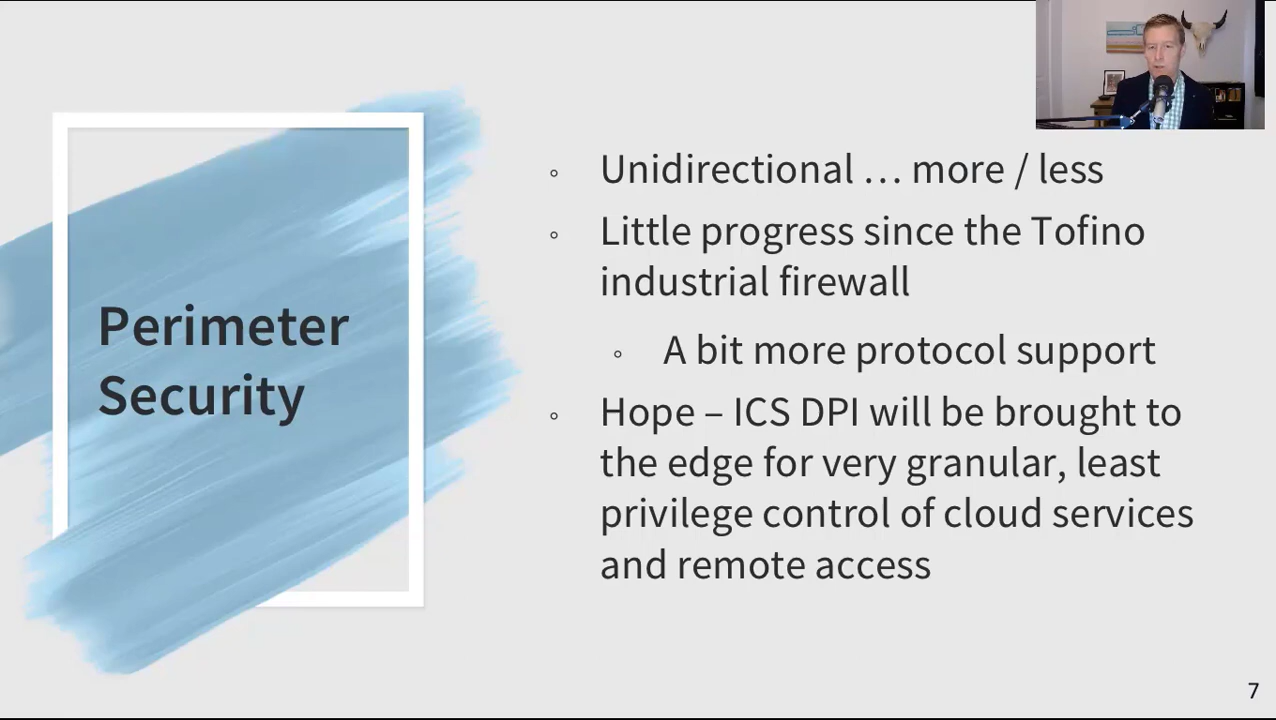 Perimeter
Security
Unidirectional … more / less
Little progress since the Tofino
industrial firewall
A bit more protocol support
Hope – ICS DPI will be brought to
the edge for very granular, least
privilege control of cloud services
and remote access
7